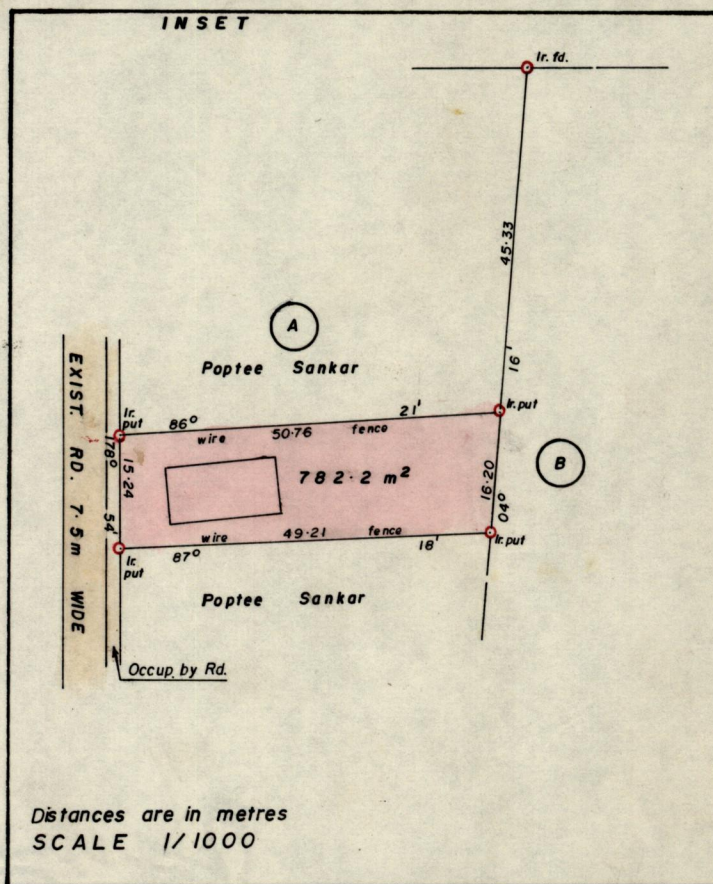 INSET
Ir. fd.
45.33
A
Poptee Sankar
16'
Ir. put
86° 21'
wire 50.76 fence
Ir. put
EXIST. RD. 7.5m WIDE
178° 54'
15.24
782.2 m²
16.20
04°
B
wire 49.21 fence
87° 18'
Ir. put
Ir. put
Poptee Sankar
Occup. by Rd.
Distances are in metres
SCALE 1/1000